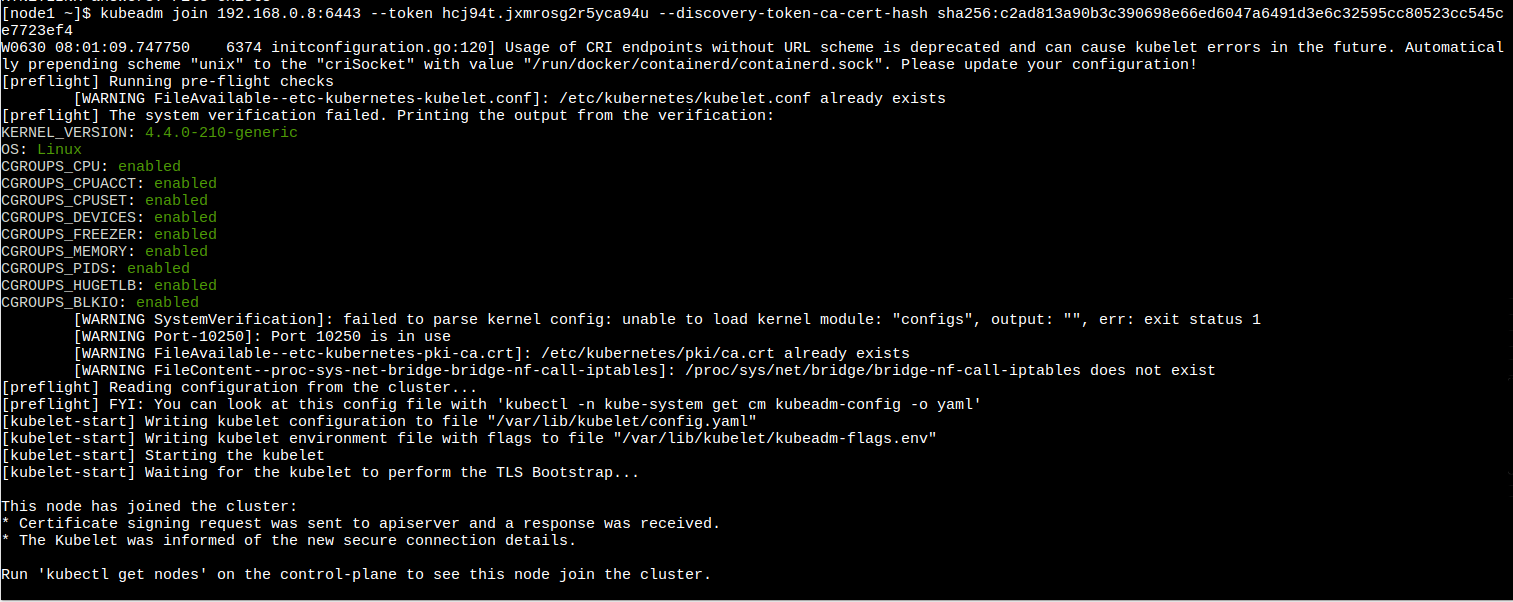 [node1 ~]$ kubeadm join 192.168.0.8:6443 --token hcj94t.jxmrosg2r5yca94u --discovery-token-ca-cert-hash sha256:c2ad813a90b3c390698e66ed6047a6491d3e6c32595cc80523cc545c
e7723ef4
W0630 08:01:09.747750    6374 initconfiguration.go:120] Usage of CRI endpoints without URL scheme is deprecated and can cause kubelet errors in the future. Automatical
ly prepending scheme "unix" to the "criSocket" with value "/run/docker/containerd/containerd.sock". Please update your configuration!
[preflight] Running pre-flight checks
        [WARNING FileAvailable--etc-kubernetes-kubelet.conf]: /etc/kubernetes/kubelet.conf already exists
[preflight] The system verification failed. Printing the output from the verification:
KERNEL_VERSION: 4.4.0-210-generic
OS: Linux
CGROUPS_CPU: enabled
CGROUPS_CPUACCT: enabled
CGROUPS_CPUSET: enabled
CGROUPS_DEVICES: enabled
CGROUPS_FREEZER: enabled
CGROUPS_MEMORY: enabled
CGROUPS_PIDS: enabled
CGROUPS_HUGETLB: enabled
CGROUPS_BLKIO: enabled
        [WARNING SystemVerification]: failed to parse kernel config: unable to load kernel module: "configs", output: "", err: exit status 1
        [WARNING Port-10250]: Port 10250 is in use
        [WARNING FileAvailable--etc-kubernetes-pki-ca.crt]: /etc/kubernetes/pki/ca.crt already exists
        [WARNING FileContent--proc-sys-net-bridge-bridge-nf-call-iptables]: /proc/sys/net/bridge/bridge-nf-call-iptables does not exist
[preflight] Reading configuration from the cluster...
[preflight] FYI: You can look at this config file with 'kubectl -n kube-system get cm kubeadm-config -o yaml'
[kubelet-start] Writing kubelet configuration to file "/var/lib/kubelet/config.yaml"
[kubelet-start] Writing kubelet environment file with flags to file "/var/lib/kubelet/kubeadm-flags.env"
[kubelet-start] Starting the kubelet
[kubelet-start] Waiting for the kubelet to perform the TLS Bootstrap...

This node has joined the cluster:
* Certificate signing request was sent to apiserver and a response was received.
* The Kubelet was informed of the new secure connection details.

Run 'kubectl get nodes' on the control-plane to see this node join the cluster.